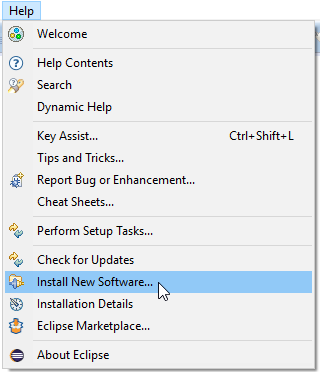 Help
Welcome
Help Contents
Search
Dynamic Help
Key Assist... Ctrl+Shift+L
Tips and Tricks...
Report Bug or Enhancement...
Cheat Sheets...
Perform Setup Tasks...
Check for Updates
Install New Software...
Installation Details
Eclipse Marketplace...
About Eclipse